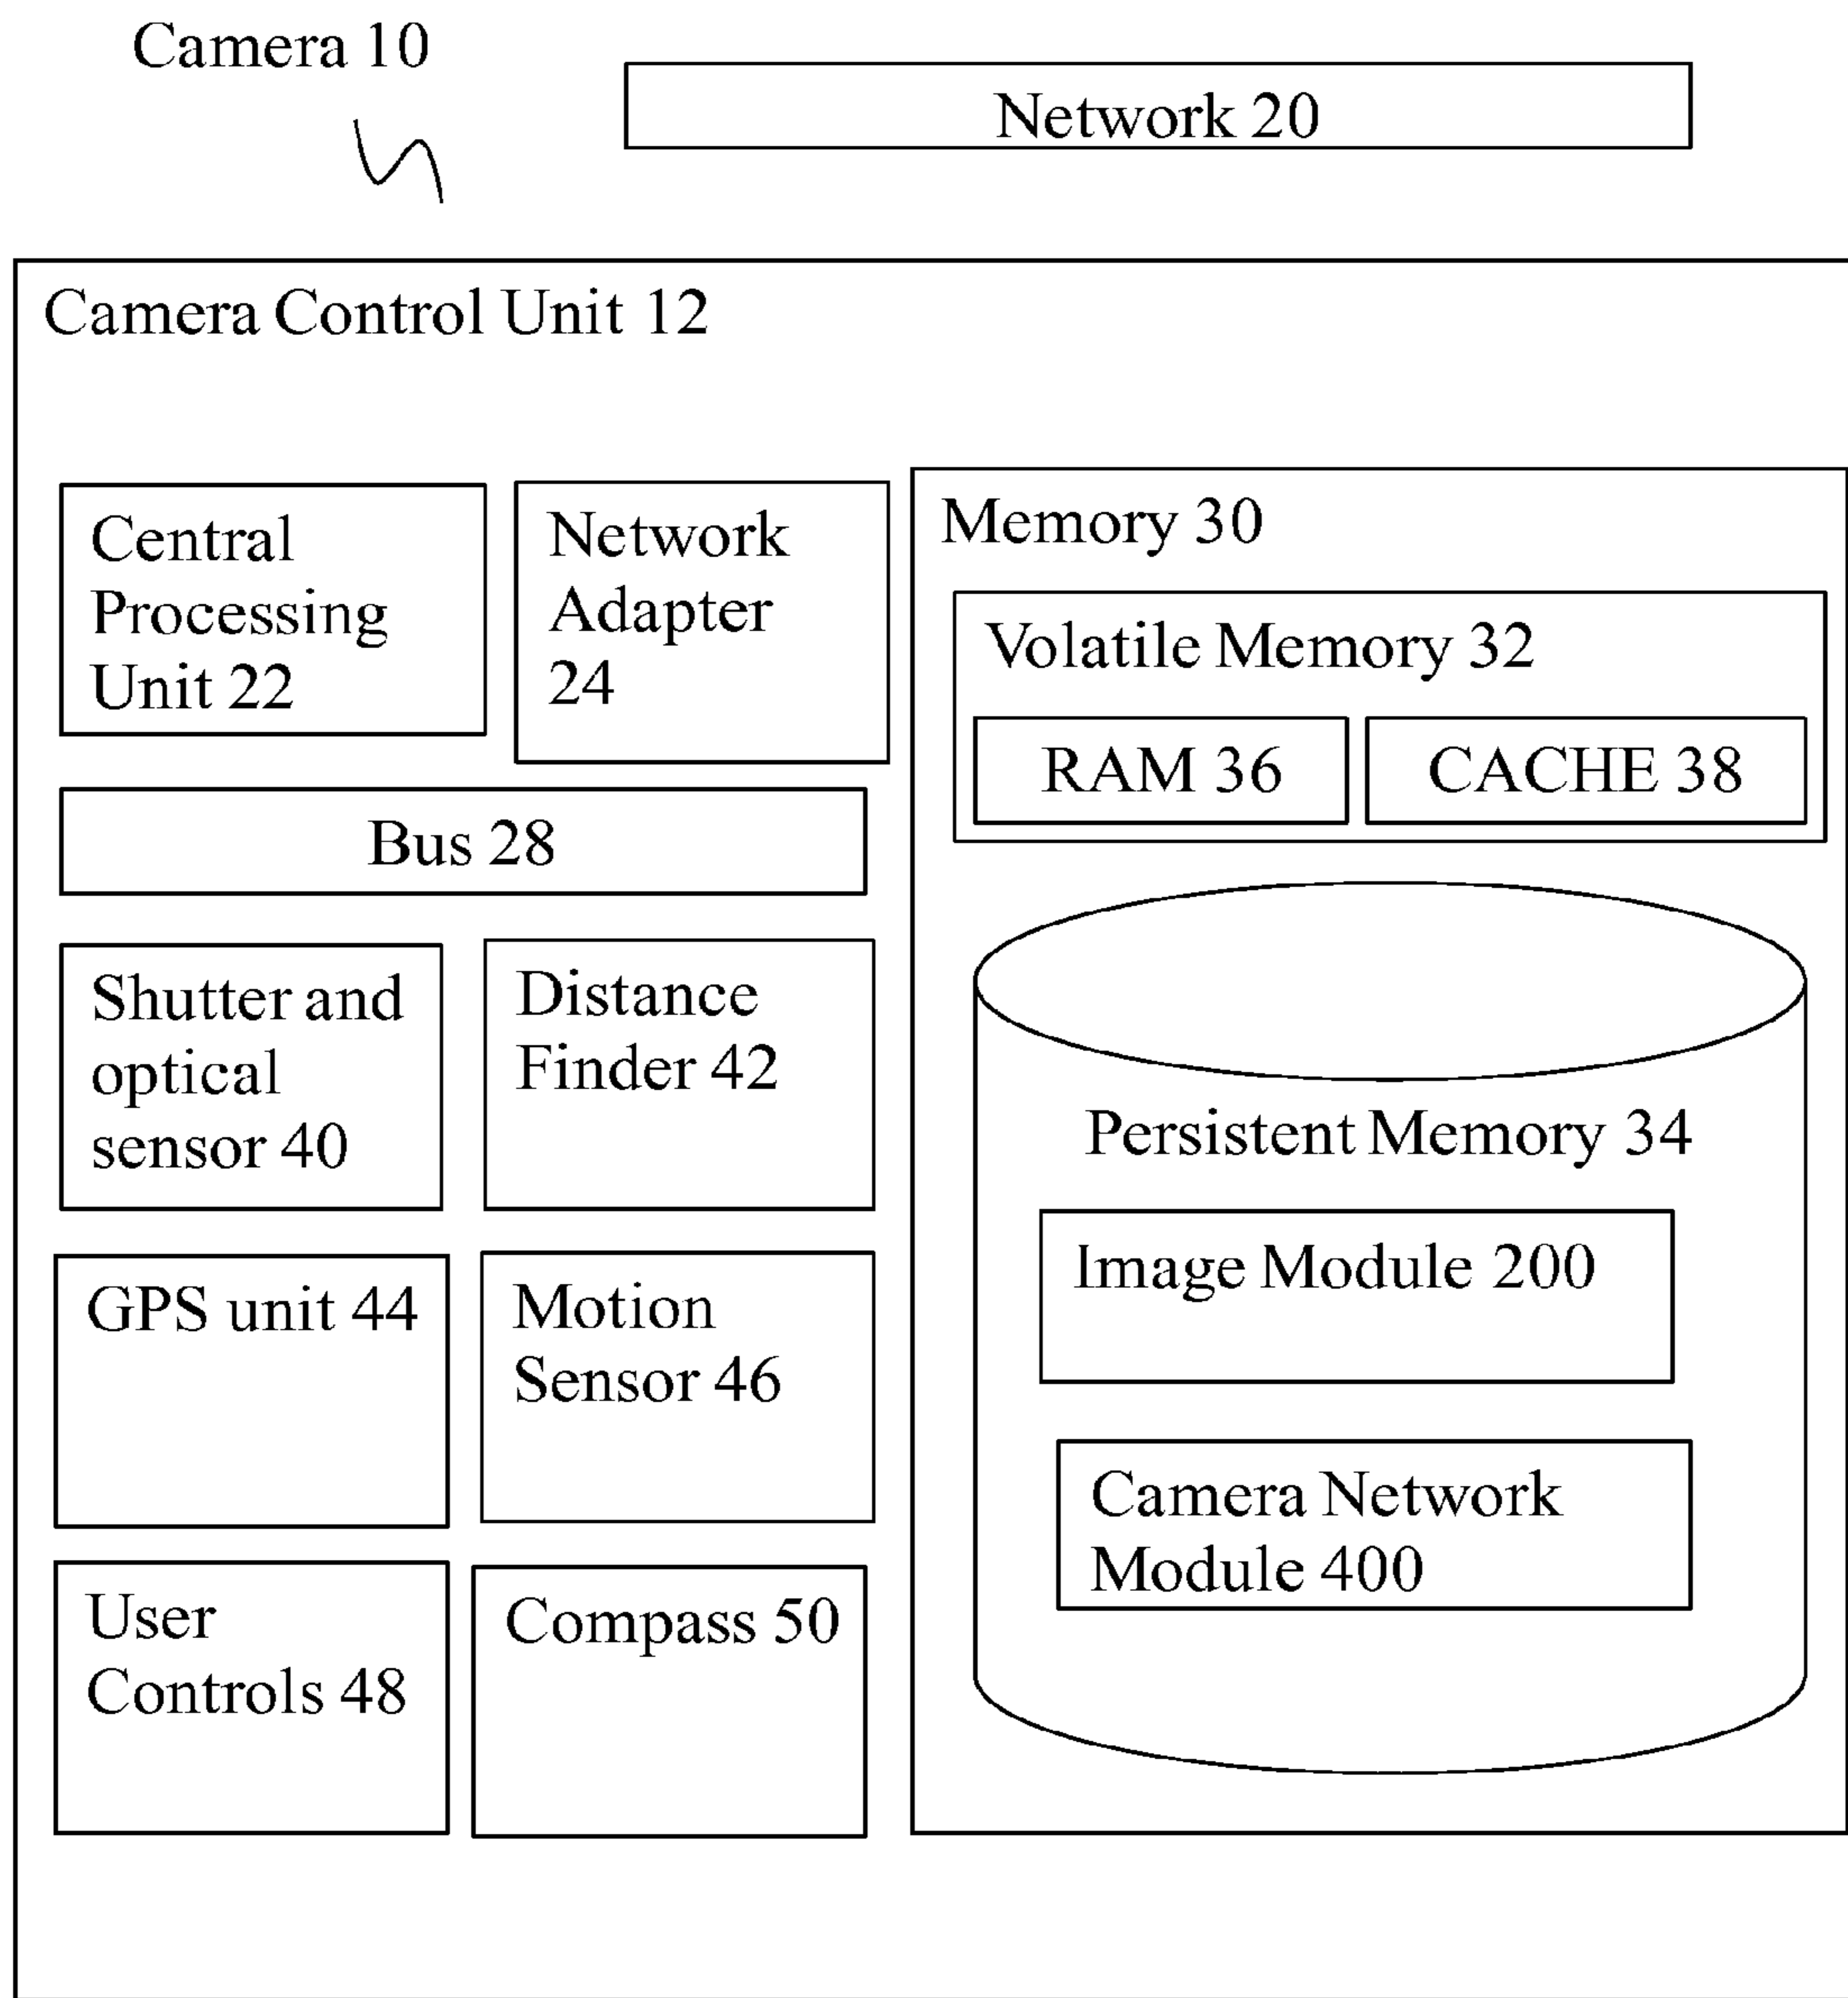 Camera 10
Network 20
Camera Control Unit 12
Central
Processing
Unit 22
Network
Adapter
24
Bus 28
Shutter and
optical
sensor 40
Distance
Finder 42
GPS unit 44
Motion
Sensor 46
User
Controls 48
Compass 50
Memory 30
Volatile Memory 32
RAM 36
CACHE 38
Persistent Memory 34
Image Module 200
Camera Network
Module 400